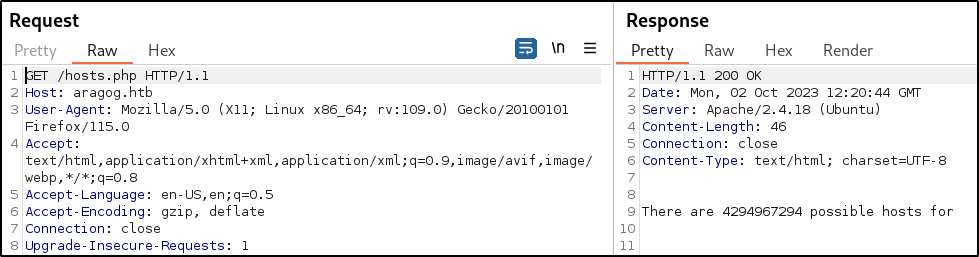 Request
Pretty Raw Hex \n
1 GET /hosts.php HTTP/1.1
2 Host: aragog.htb
3 User-Agent: Mozilla/5.0 (X11; Linux x86_64; rv:109.0) Gecko/20100101
Firefox/115.0
4 Accept:
text/html,application/xhtml+xml,application/xml;q=0.9,image/avif,image/
webp,*/*;q=0.8
5 Accept-Language: en-US,en;q=0.5
6 Accept-Encoding: gzip, deflate
7 Connection: close
8 Upgrade-Insecure-Requests: 1
Response
Pretty Raw Hex Render
1 HTTP/1.1 200 OK
2 Date: Mon, 02 Oct 2023 12:20:44 GMT
3 Server: Apache/2.4.18 (Ubuntu)
4 Content-Length: 46
5 Connection: close
6 Content-Type: text/html; charset=UTF-8
7
8
9 There are 4294967294 possible hosts for
10
11